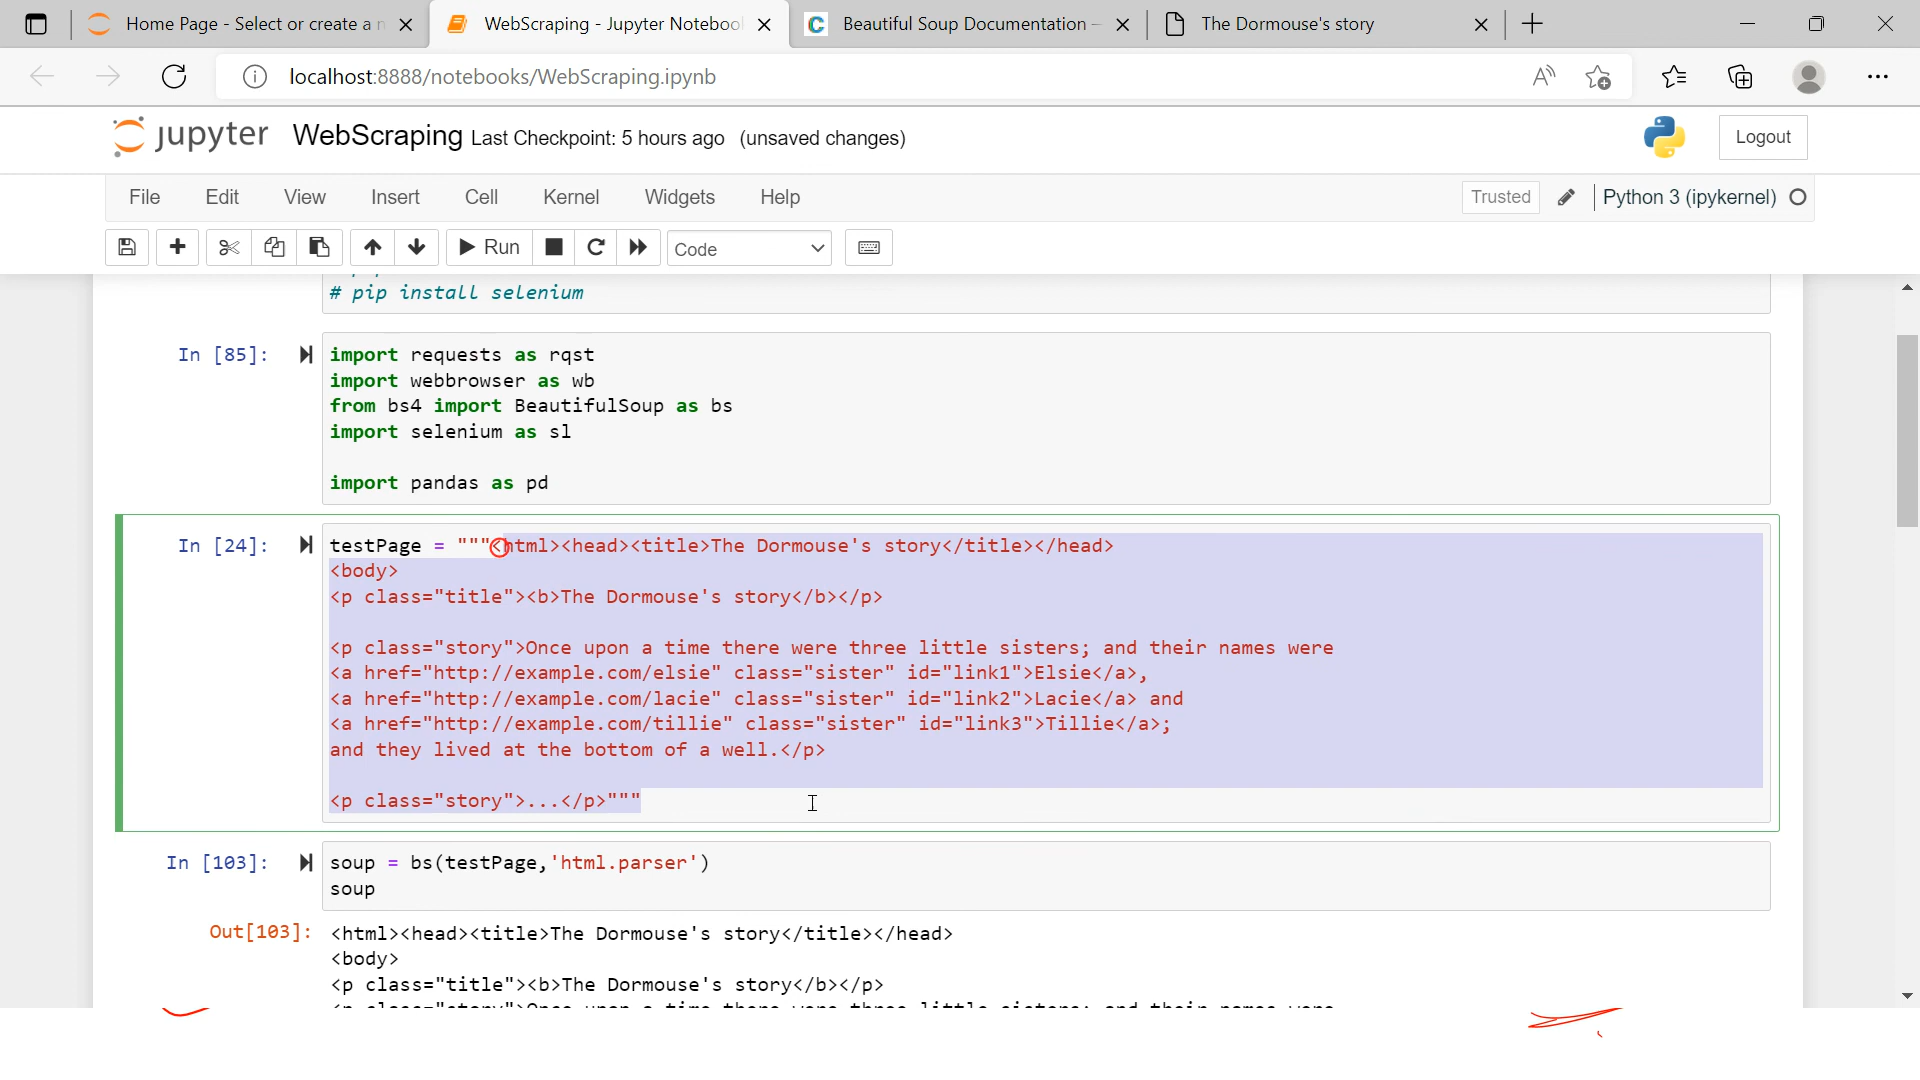 Home Page - Select or create a n
WebScraping - Jupyter Noteboo
Beautiful Soup Documentation —
The Dormouse's story
localhost:8888/notebooks/WebScraping.ipynb
jupyter WebScraping Last Checkpoint: 5 hours ago (unsaved changes)
Logout
File Edit View Insert Cell Kernel Widgets Help
Trusted Python 3 (ipykernel)
Run Code
# pip install selenium
In [85]: import requests as rqst
import webbrowser as wb
from bs4 import BeautifulSoup as bs
import selenium as sl
import pandas as pd
In [24]: testPage = """<html><head><title>The Dormouse's story</title></head>
<body>
<p class="title"><b>The Dormouse's story</b></p>
<p class="story">Once upon a time there were three little sisters; and their names were
<a href="http://example.com/elsie" class="sister" id="link1">Elsie</a>,
<a href="http://example.com/lacie" class="sister" id="link2">Lacie</a> and
<a href="http://example.com/tillie" class="sister" id="link3">Tillie</a>;
and they lived at the bottom of a well.</p>
<p class="story">...</p>"""
In [103]: soup = bs(testPage,'html.parser')
soup
Out[103]: <html><head><title>The Dormouse's story</title></head>
<body>
<p class="title"><b>The Dormouse's story</b></p>